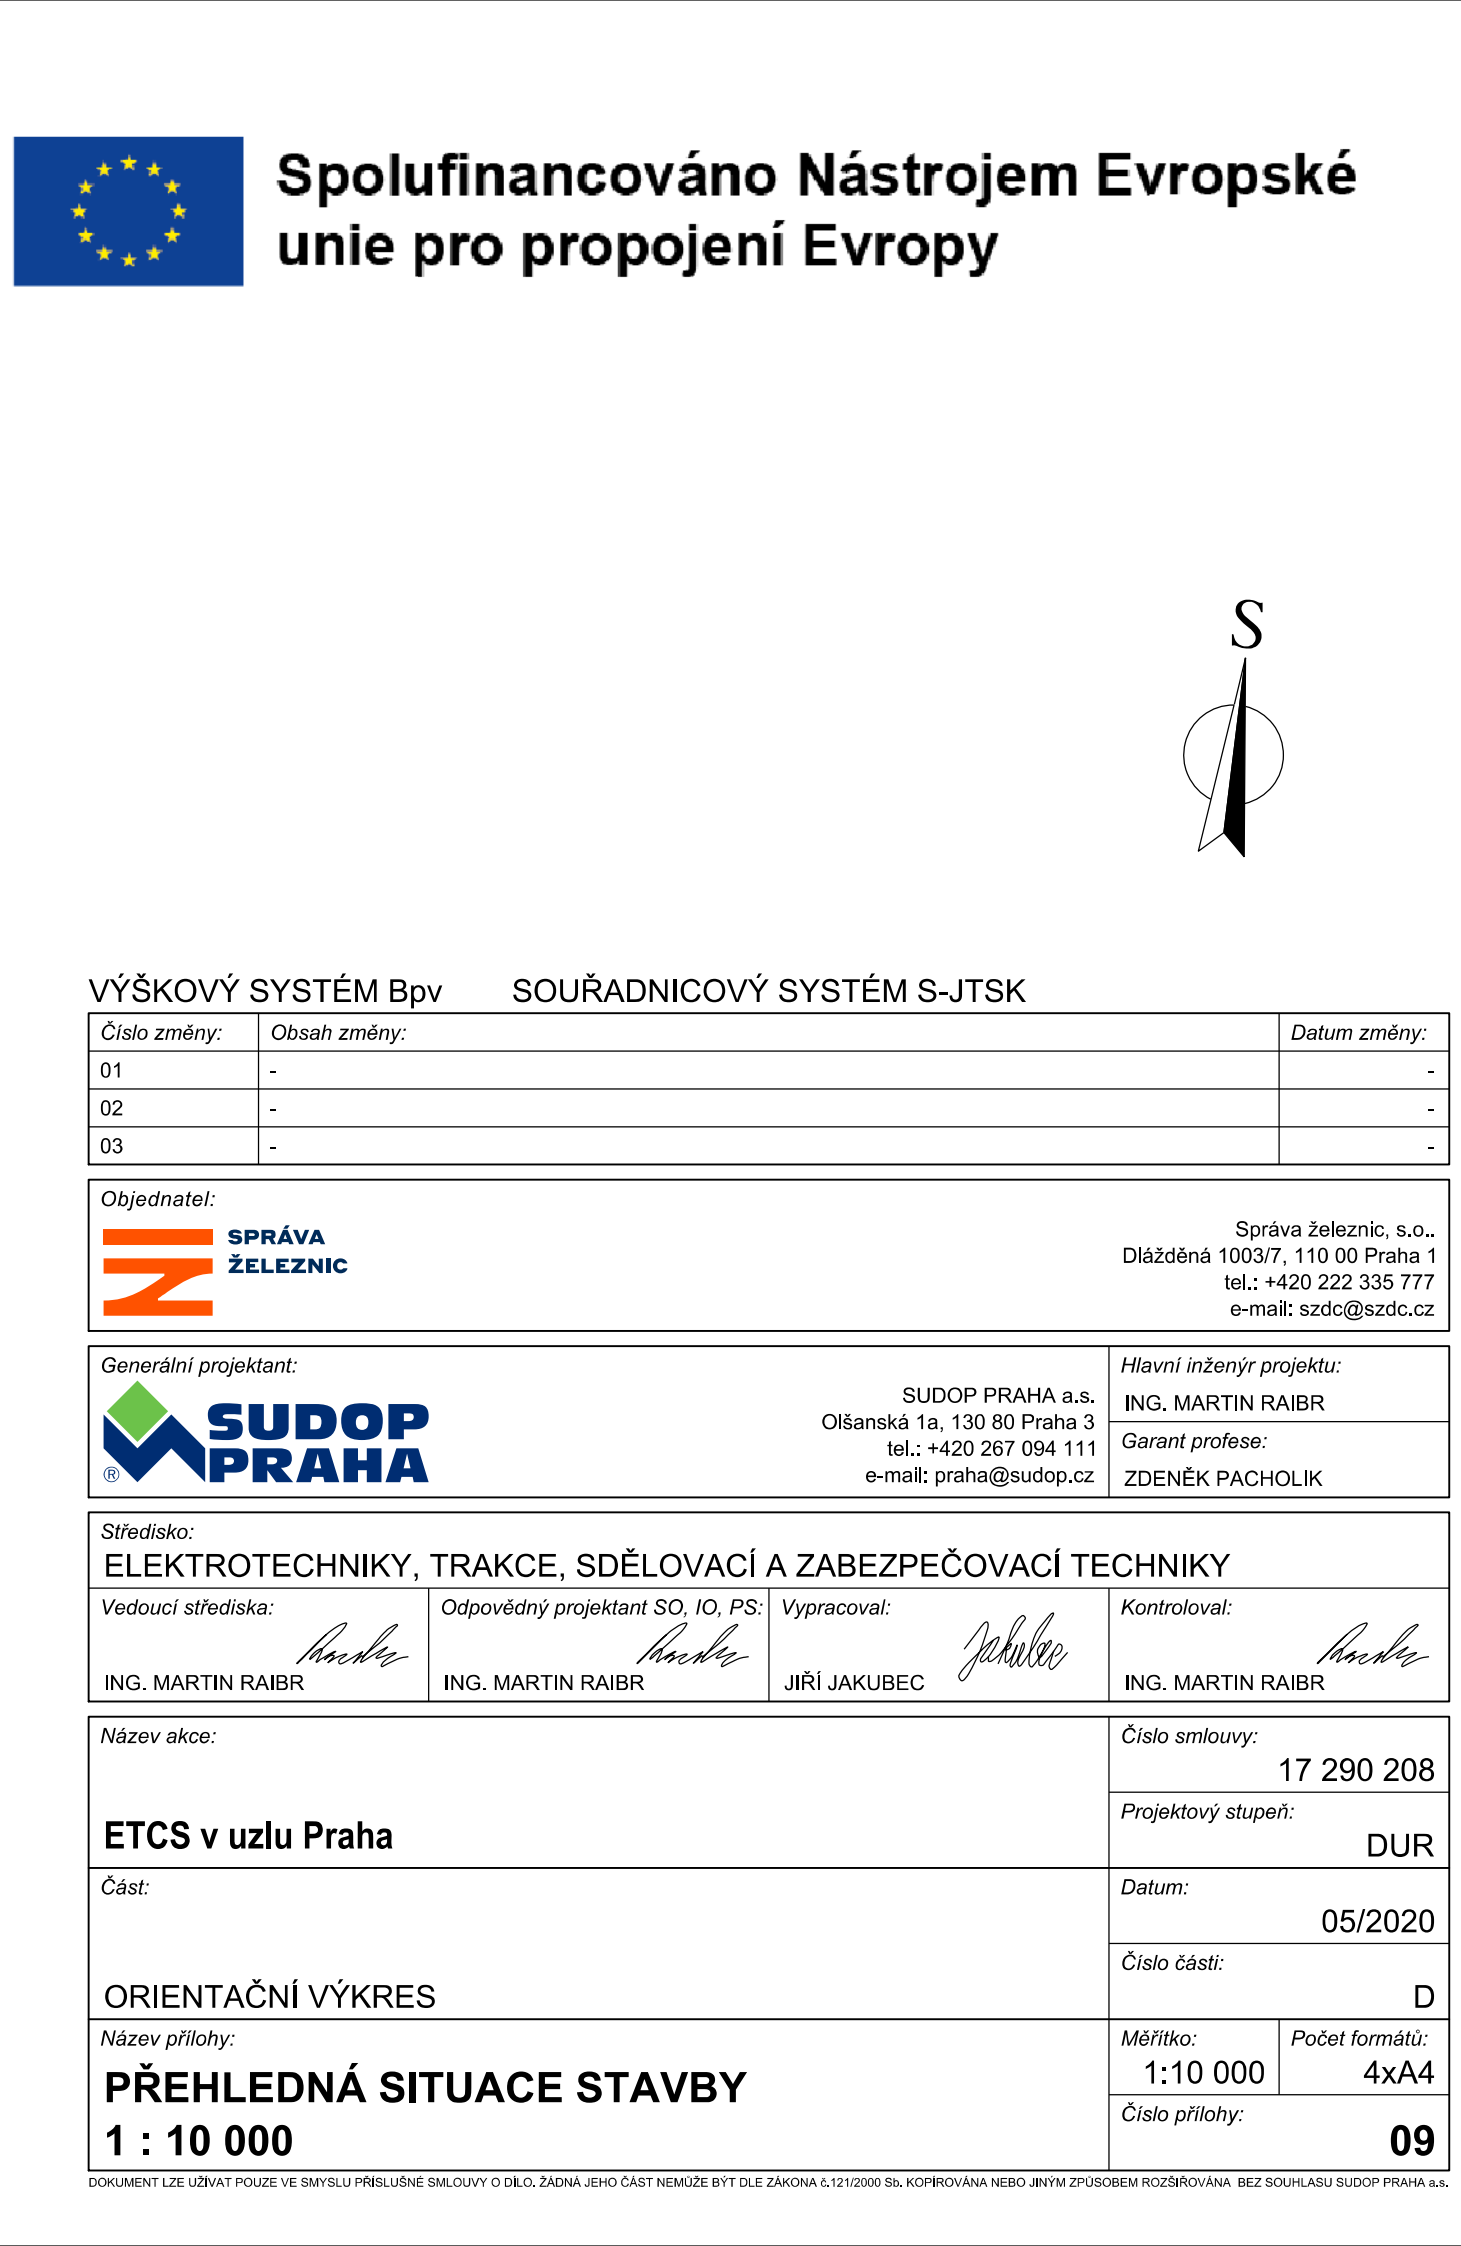 Spolufinancováno Nástrojem Evropské
unie pro propojení Evropy
S
VÝŠKOVÝ SYSTÉM Bpv SOUŘADNICOVÝ SYSTÉM S-JTSK
Číslo změny: Obsah změny: Datum změny:
01 - -
02 - -
03 - -
Objednatel:
SPRÁVA
ŽELEZNIC
Správa železnic, s.o..
Dlážděná 1003/7, 110 00 Praha 1
tel.: +420 222 335 777
e-mail: szdc@szdc.cz
Generální projektant:
SUDOP
PRAHA
®
SUDOP PRAHA a.s.
Olšanská 1a, 130 80 Praha 3
tel.: +420 267 094 111
e-mail: praha@sudop.cz
Hlavní inženýr projektu:
ING. MARTIN RAIBR
Garant profese:
ZDENĚK PACHOLIK
Středisko:
ELEKTROTECHNIKY, TRAKCE, SDĚLOVACÍ A ZABEZPEČOVACÍ TECHNIKY
Vedoucí střediska:
ING. MARTIN RAIBR
Odpovědný projektant SO, IO, PS:
ING. MARTIN RAIBR
Vypracoval:
Jakubec
JIŘÍ JAKUBEC
Kontroloval:
ING. MARTIN RAIBR
Název akce:
ETCS v uzlu Praha
Číslo smlouvy:
17 290 208
Projektový stupeň:
DUR
Část:
ORIENTAČNÍ VÝKRES
Datum:
05/2020
Číslo části:
D
Název přílohy:
PŘEHLEDNÁ SITUACE STAVBY
1 : 10 000
Měřítko:
1:10 000
Počet formátů:
4xA4
Číslo přílohy:
09
DOKUMENT LZE UŽÍVAT POUZE VE SMYSLU PŘÍSLUŠNÉ SMLOUVY O DÍLO. ŽÁDNÁ JEHO ČÁST NEMŮŽE BÝT DLE ZÁKONA č.121/2000 Sb. KOPÍROVÁNA NEBO JINÝM ZPŮSOBEM ROZŠIŘOVÁNA BEZ SOUHLASU SUDOP PRAHA a.s.